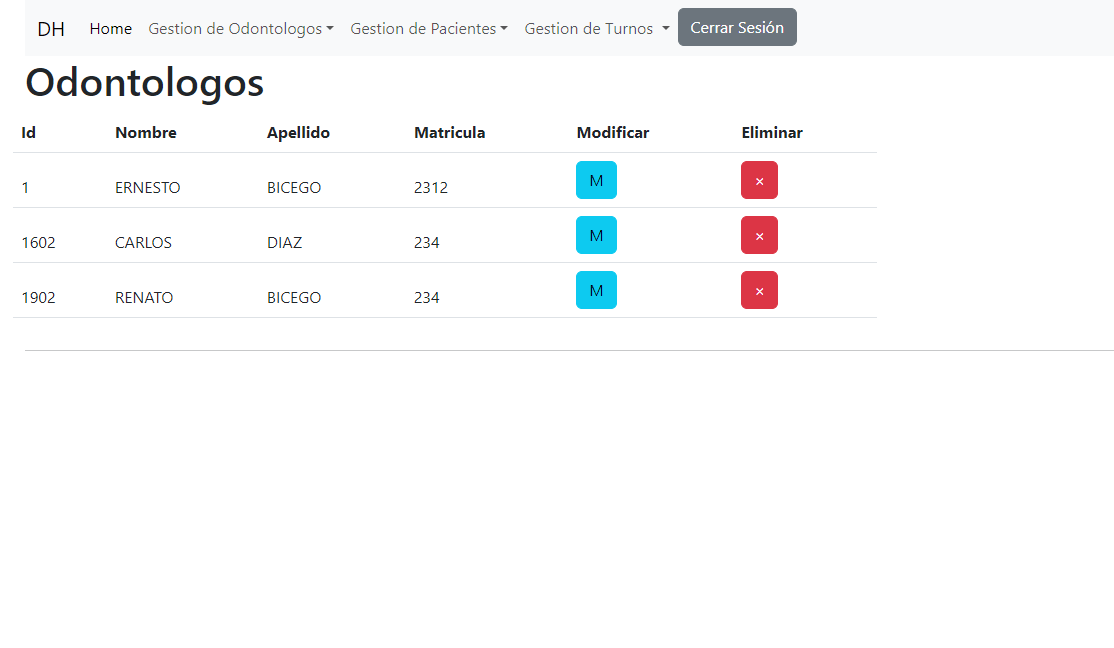 DH Home Gestion de Odontologos Gestion de Pacientes Gestion de Turnos Cerrar Sesión
Odontologos
Id Nombre Apellido Matricula Modificar Eliminar
1 ERNESTO BICEGO 2312 M ×
1602 CARLOS DIAZ 234 M ×
1902 RENATO BICEGO 234 M ×